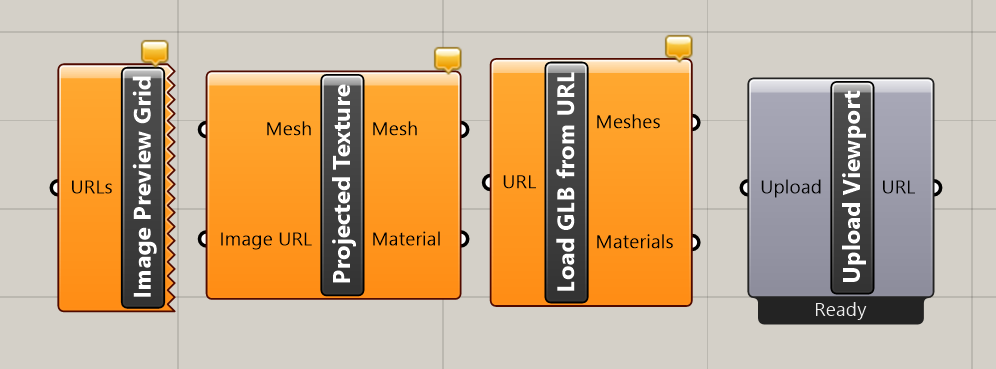 URLs
Image Preview Grid
Mesh
Image URL
Projected Texture
Mesh
Material
URL
Load GLB from URL
Meshes
Materials
Upload
Upload Viewport
URL
Ready